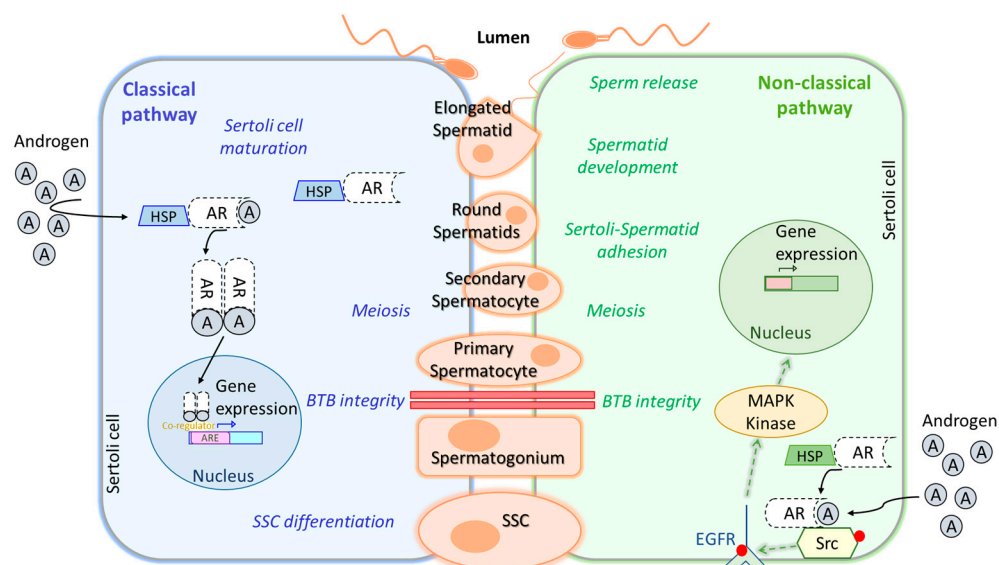 Lumen
Classical
pathway
Sertoli cell
maturation
Androgen
A
A
A
A
A
A
HSP
AR
A
HSP
AR
AR
AR
A
A
Gene
expression
Co-regulator
ARE
Nucleus
Sertoli cell
Meiosis
BTB integrity
SSC differentiation
Elongated
Spermatid
Round
Spermatids
Secondary
Spermatocyte
Primary
Spermatocyte
Spermatogonium
SSC
Sperm release
Non-classical
pathway
Spermatid
development
Sertoli-Spermatid
adhesion
Meiosis
BTB integrity
Sertoli cell
Gene
expression
Nucleus
MAPK
Kinase
HSP
AR
Androgen
A
A
A
A
A
A
AR
A
Src
EGFR